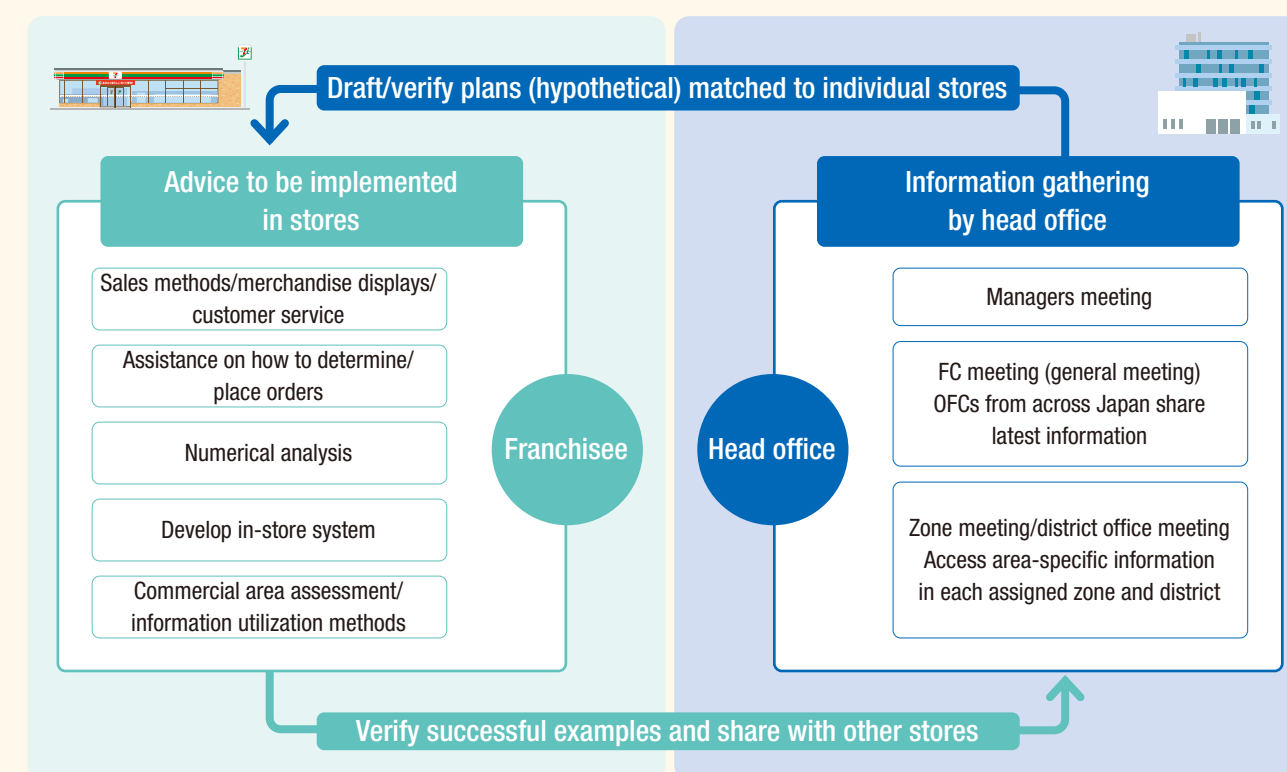 Draft/verify plans (hypothetical) matched to individual stores
Advice to be implemented
in stores
Sales methods/merchandise displays/
customer service
Assistance on how to determine/
place orders
Numerical analysis
Develop in-store system
Commercial area assessment/
information utilization methods
Franchisee
Head office
Information gathering
by head office
Managers meeting
FC meeting (general meeting)
OFCs from across Japan share
latest information
Zone meeting/district office meeting
Access area-specific information
in each assigned zone and district
Verify successful examples and share with other stores